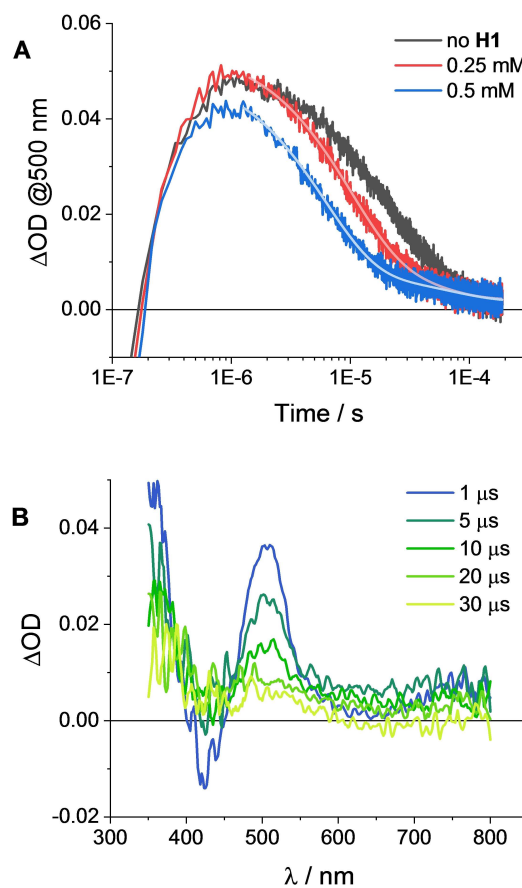 A
0.06
0.04
0.02
0.00
ΔOD @500 nm
no H1
0.25 mM
0.5 mM
1E-7
1E-6
1E-5
1E-4
Time / s
B
0.04
0.02
0.00
-0.02
ΔOD
1 μs
5 μs
10 μs
20 μs
30 μs
300
400
500
600
700
800
λ / nm